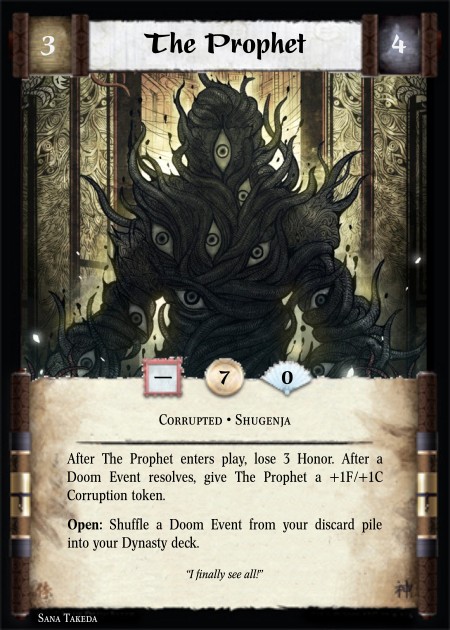 3
The Prophet
4
—
7
0
Corrupted • Shugenja
After The Prophet enters play, lose 3 Honor. After a
Doom Event resolves, give The Prophet a +1F/+1C
Corruption token.
Open: Shuffle a Doom Event from your discard pile
into your Dynasty deck.
“I finally see all!”
Sana Takeda
神